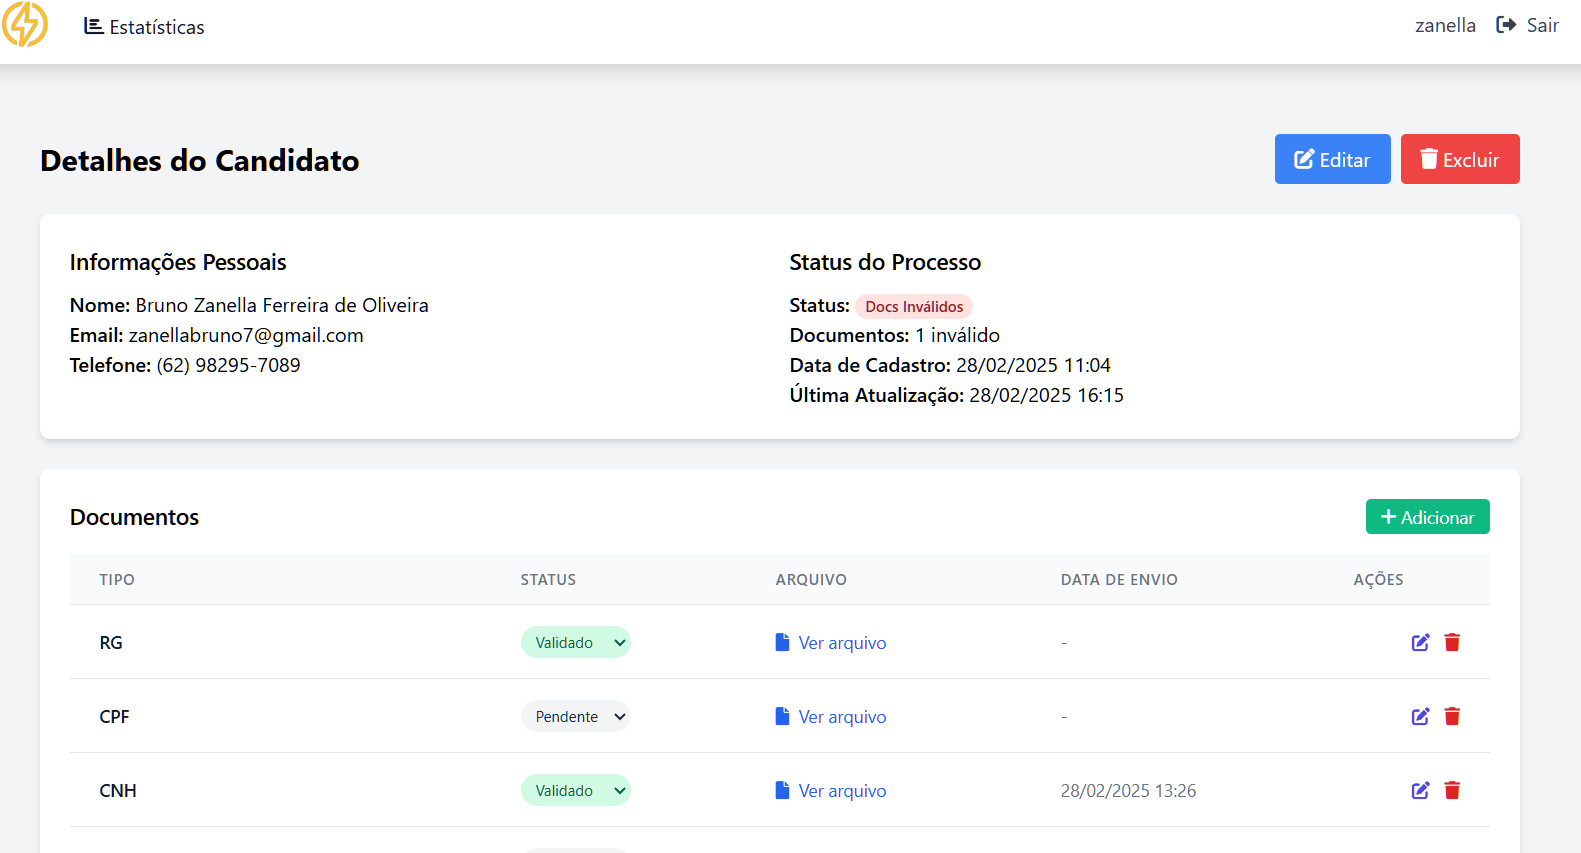 Estatísticas
zanella
Sair
Detalhes do Candidato
Editar
Excluir
Informações Pessoais
Nome: Bruno Zanella Ferreira de Oliveira
Email: zanellabruno7@gmail.com
Telefone: (62) 98295-7089
Status do Processo
Status: Docs Inválidos
Documentos: 1 inválido
Data de Cadastro: 28/02/2025 11:04
Última Atualização: 28/02/2025 16:15
Documentos
+ Adicionar
TIPO STATUS ARQUIVO DATA DE ENVIO AÇÕES
RG Validado Ver arquivo -
CPF Pendente Ver arquivo -
CNH Validado Ver arquivo 28/02/2025 13:26